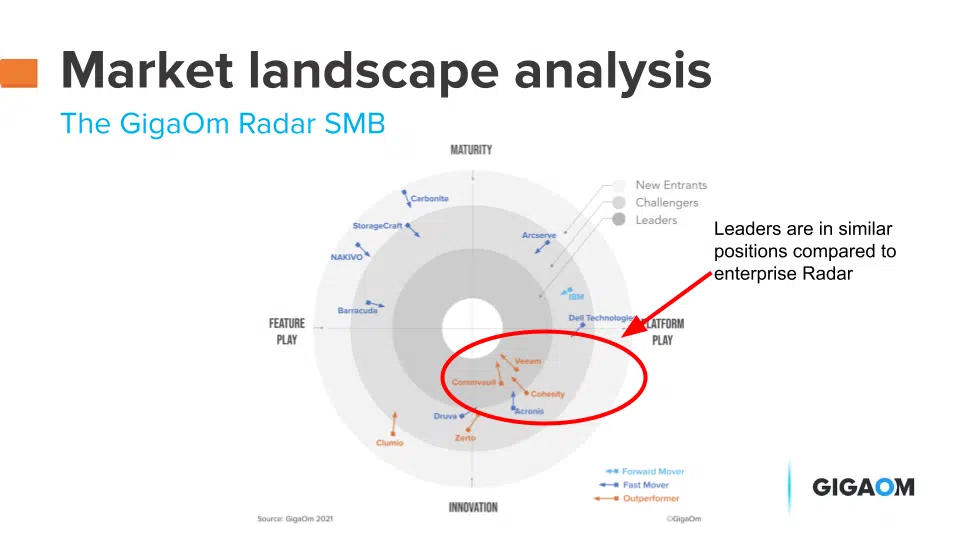 Market landscape analysis
The GigaOm Radar SMB
MATURITY
New Entrants
Challengers
Leaders
Carbonite
StorageCraft
Arcserve
NAKIVO
IBM
Barracuda
Dell Technologies
FEATURE
PLAY
PLATFORM
PLAY
Leaders are in similar
positions compared to
enterprise Radar
Veeam
Commvault
Cohesity
Acronis
Druva
Zerto
Clumio
Forward Mover
Fast Mover
Outperformer
INNOVATION
Source: GigaOm 2021
©GigaOm
GIGAOM